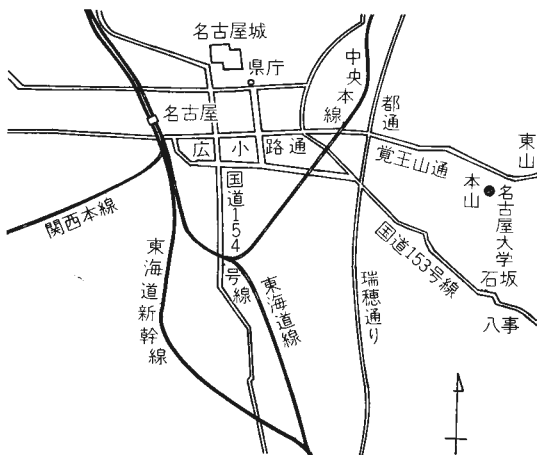 名古屋城
県庁
中央本線
名古屋
都通
広小路通
覚王山通
東山
本山
名古屋大学
石坂
八事
関西本線
国道154号線
国道153号線
東海道新幹線
東海道線
瑞穂通り